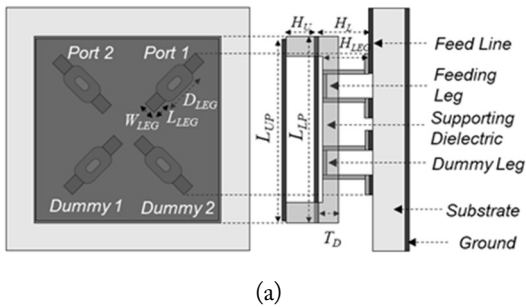 Port 2 Port 1
D_LEG
W_LEG L_LEG
Dummy 1 Dummy 2
H_U H_L
H_LEG
L_UP L_LP
T_D
Feed Line
Feeding
Leg
Supporting
Dielectric
Dummy Leg
Substrate
Ground
(a)